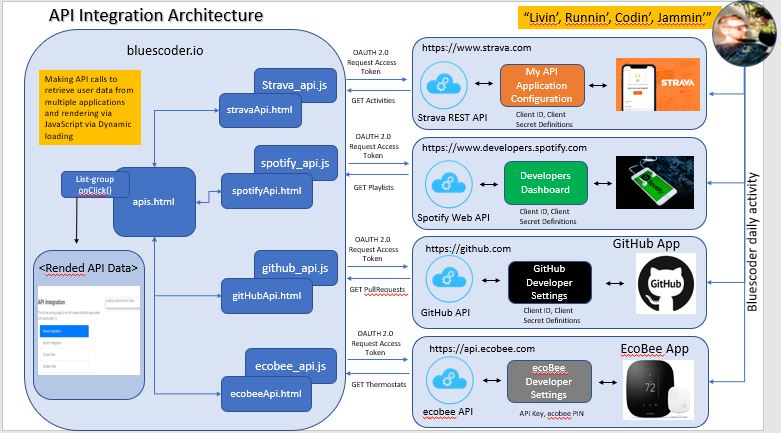 API Integration Architecture
“Livin’, Runnin’, Codin’, Jammin’”
bluescoder.io
Making API calls to
retrieve user data from
multiple applications
and rendering via
JavaScript via Dynamic
loading
Strava_api.js
stravaApi.html
spotify_api.js
spotifyApi.html
List-group
onClick()
apis.html
github_api.js
gitHubApi.html
ecobee_api.js
ecobeeApi.html
<Rended API Data>
API Integration
OAUTH 2.0
Request Access
Token
GET Activities
OAUTH 2.0
Request Access
Token
GET Playlists
OAUTH 2.0
Request Access
Token
GET PullRequests
OAUTH 2.0
Request Access
Token
GET Thermostats
https://www.strava.com
Strava REST API
My API
Application
Configuration
Client ID, Client
Secret Definitions
STRAVA
https://www.developers.spotify.com
Spotify Web API
Developers
Dashboard
Client ID, Client
Secret Definitions
Spotify
https://github.com
GitHub App
GitHub API
GitHub
Developer
Settings
Client ID, Client
Secret Definitions
GitHub
https://api.ecobee.com
EcoBee App
ecobee API
ecoBee
Developer
Settings
API Key, ecobee PIN
72
Bluescoder daily activity